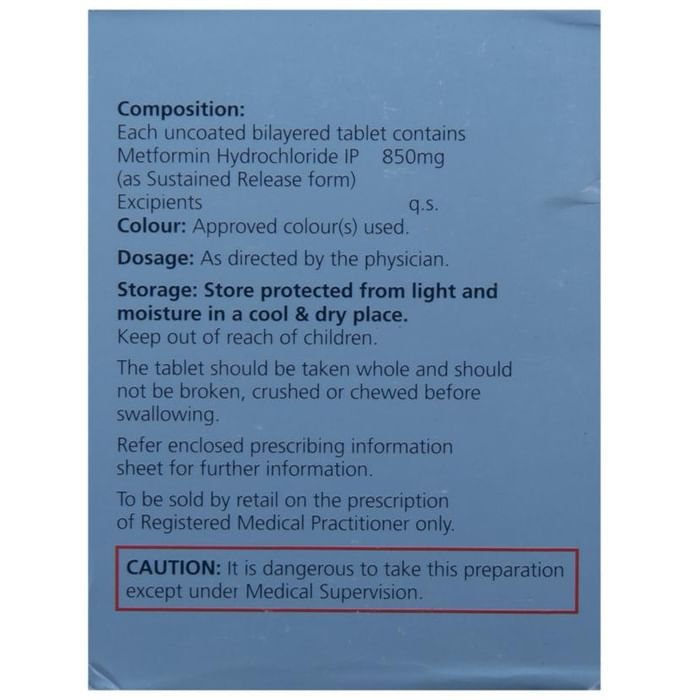 Composition:
Each uncoated bilayered tablet contains
Metformin Hydrochloride IP 850mg
(as Sustained Release form)
Excipients q.s.
Colour: Approved colour(s) used.
Dosage: As directed by the physician.
Storage: Store protected from light and
moisture in a cool & dry place.
Keep out of reach of children.
The tablet should be taken whole and should
not be broken, crushed or chewed before
swallowing.
Refer enclosed prescribing information
sheet for further information.
To be sold by retail on the prescription
of Registered Medical Practitioner only.
CAUTION: It is dangerous to take this preparation
except under Medical Supervision.